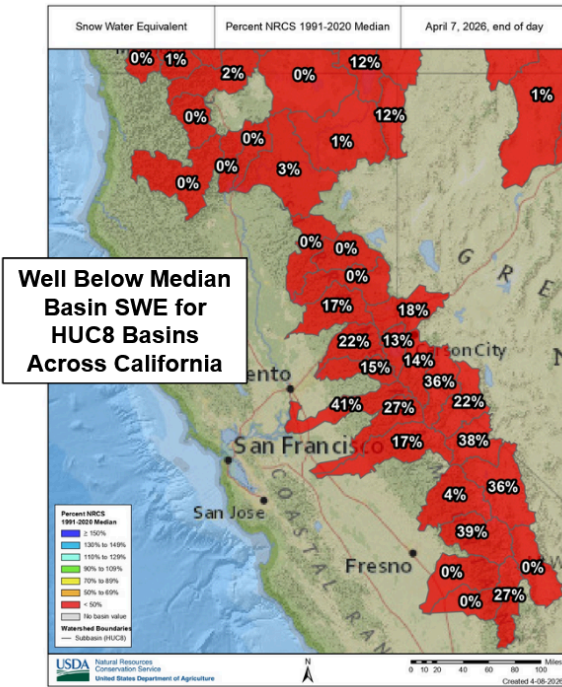 Snow Water Equivalent
Percent NRCS 1991-2020 Median
April 7, 2026, end of day
0%
1%
2%
0%
12%
1%
0%
12%
0%
1%
0%
3%
0%
0%
0%
0%
17%
18%
G R E
Well Below Median
Basin SWE for
HUC8 Basins
Across California
22%
13%
rson City
14%
15%
36%
ento
41%
27%
22%
San Francisco
17%
38%
36%
4%
San Jose
COASTAL RAN
39%
Fresno
0%
0%
0%
27%
Percent NRCS
1991-2020 Median
≥ 150%
130% to 149%
110% to 129%
90% to 109%
70% to 89%
50% to 69%
< 50%
No basin value
Watershed Boundaries
Subbasin (HUC8)
USDA
Natural Resources
Conservation Service
United States Department of Agriculture
N
Miles
0 10 20 40 60 80 100
Created 4-08-2026